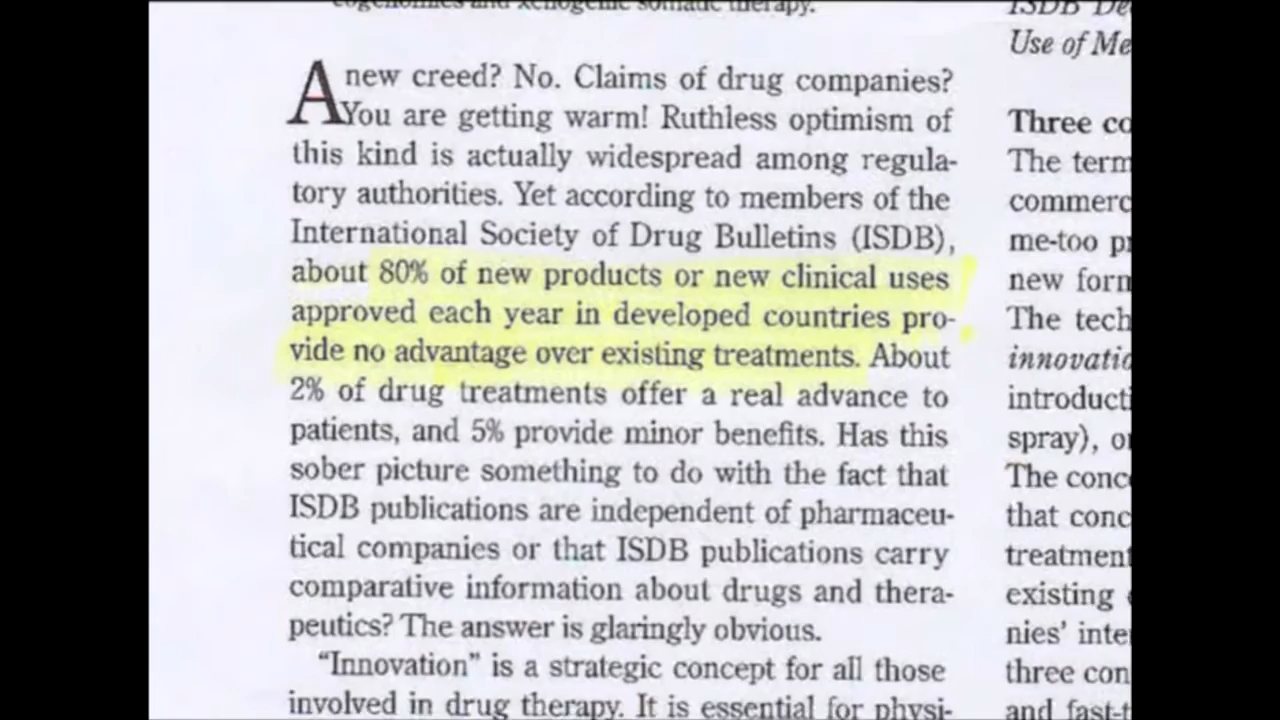 cogenomics and xenogenic somatic therapy.
A new creed? No. Claims of drug companies?
You are getting warm! Ruthless optimism of
this kind is actually widespread among regula-
tory authorities. Yet according to members of the
International Society of Drug Bulletins (ISDB),
about 80% of new products or new clinical uses
approved each year in developed countries pro-
vide no advantage over existing treatments. About
2% of drug treatments offer a real advance to
patients, and 5% provide minor benefits. Has this
sober picture something to do with the fact that
ISDB publications are independent of pharmaceu-
tical companies or that ISDB publications carry
comparative information about drugs and thera-
peutics? The answer is glaringly obvious.
“Innovation” is a strategic concept for all those
involved in drug therapy. It is essential for physi-
ISDB De
Use of Me
Three co
The term
commerc
me-too p
new form
The tech
innovatio
introducti
spray), o
The conc
that conc
treatment
existing
nies’ inte
three con
and fast-t